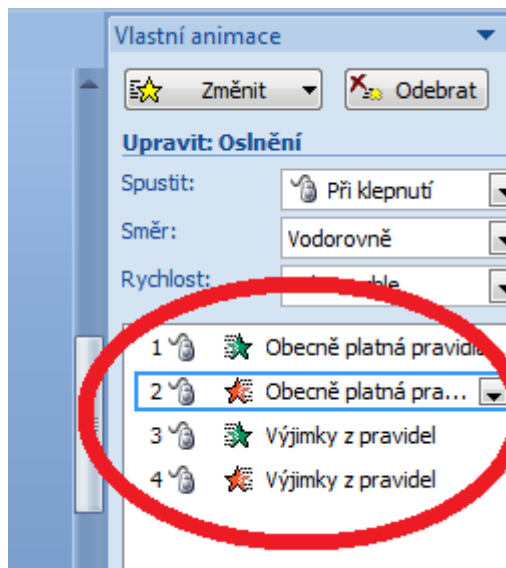 Vlastní animace
Změnit
Odebrat
Upravit: Oslnění
Spustit:
Při klepnutí
Směr:
Vodorovně
Rychlost:
1 Obecně platná pravidla
2 Obecně platná pra...
3 Výjimky z pravidel
4 Výjimky z pravidel